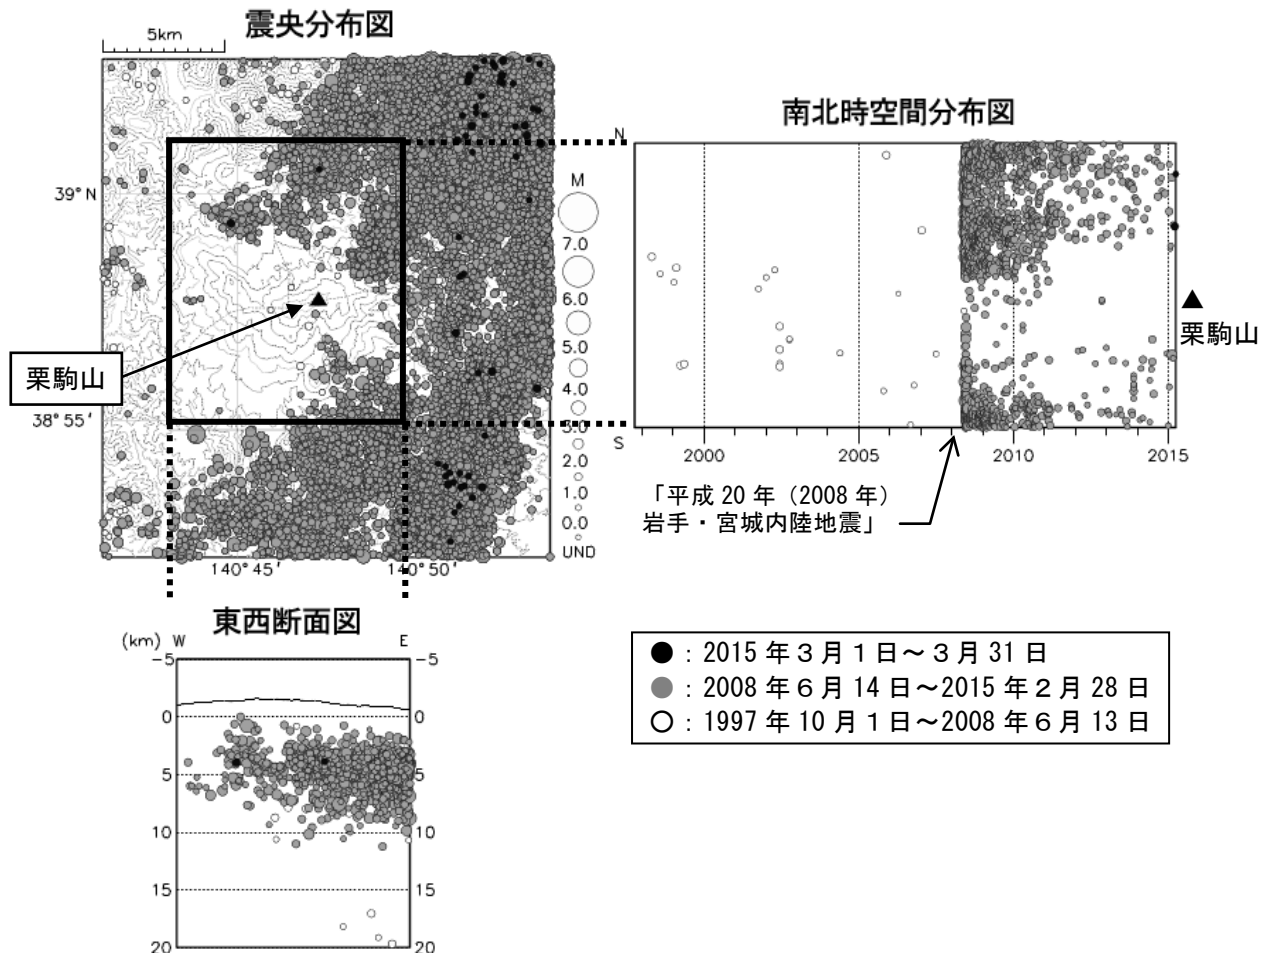 震央分布図
5km
39°N
38°55′
140°45′
140°50′
栗駒山
M
7.0
6.0
5.0
4.0
3.0
2.0
1.0
0.0
UND
南北時空間分布図
N
S
2000
2005
2010
2015
栗駒山
「平成 20 年（2008 年）
岩手・宮城内陸地震」
東西断面図
(km) W E
−5 −5
0 0
5 5
10 10
15 15
20 20
●：2015 年３月１日～３月 31 日
●：2008 年６月 14 日～2015 年２月 28 日
○：1997 年 10 月１日～2008 年６月 13 日